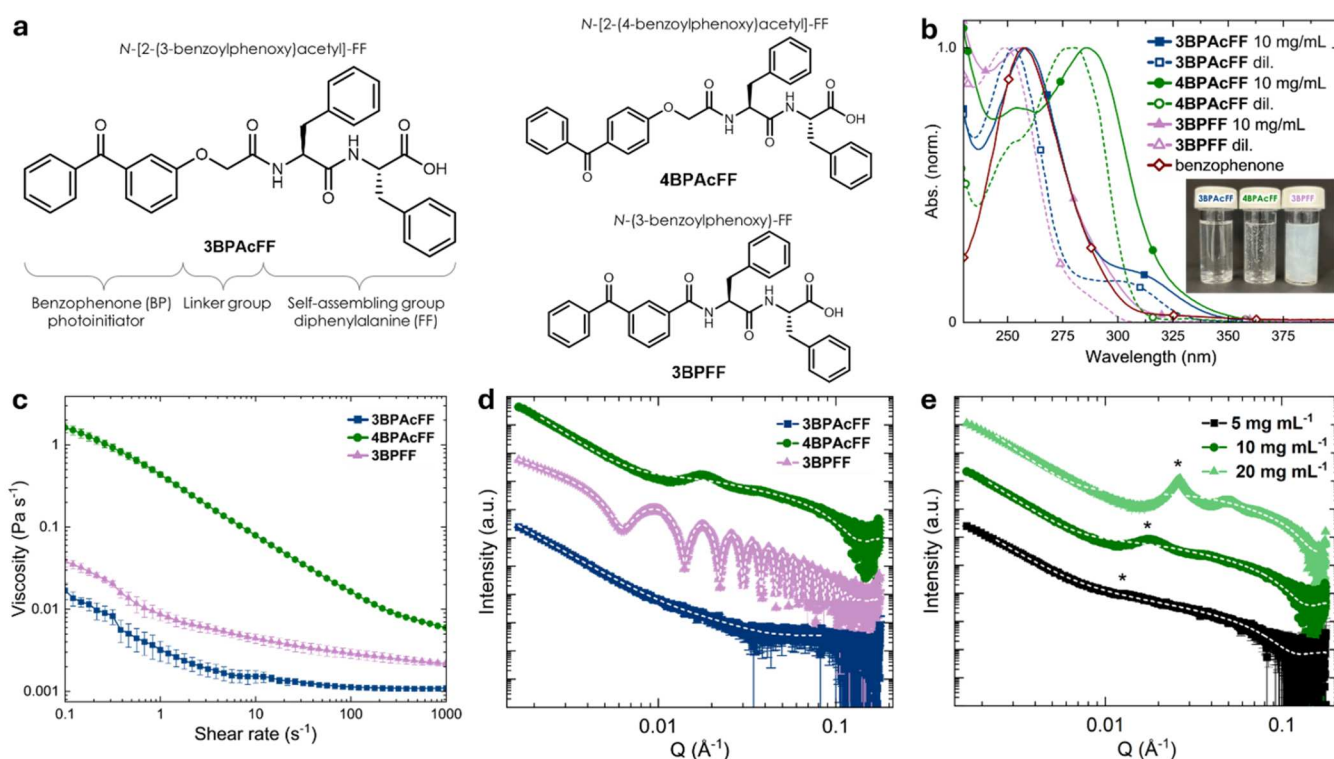 a
N-[2-(3-benzoylphenoxy)acetyl]-FF
O
O
O
N
H
O
H
N
O
OH
3BPAcFF
Benzophenone (BP)
photoinitiator
Linker group
Self-assembling group
diphenylalanine (FF)
N-[2-(4-benzoylphenoxy)acetyl]-FF
O
O
O
N
H
O
H
N
O
OH
4BPAcFF
N-(3-benzoylphenoxy)-FF
O
O
N
H
O
H
N
O
OH
3BPFF
b
Abs. (norm.)
1.0
0
3BPAcFF 10 mg/mL
3BPAcFF dil.
4BPAcFF 10 mg/mL
4BPAcFF dil.
3BPFF 10 mg/mL
3BPFF dil.
benzophenone
3BPAcFF 4BPAcFF 3BPFF
250 275 300 325 350 375
Wavelength (nm)
c
Viscosity (Pa s⁻¹)
1
0.1
0.01
0.001
3BPAcFF
4BPAcFF
3BPFF
0.1 1 10 100 1000
Shear rate (s⁻¹)
d
Intensity (a.u.)
3BPAcFF
4BPAcFF
3BPFF
0.01 0.1
Q (Å⁻¹)
e
Intensity (a.u.)
5 mg mL⁻¹
10 mg mL⁻¹
20 mg mL⁻¹
*
*
*
0.01 0.1
Q (Å⁻¹)